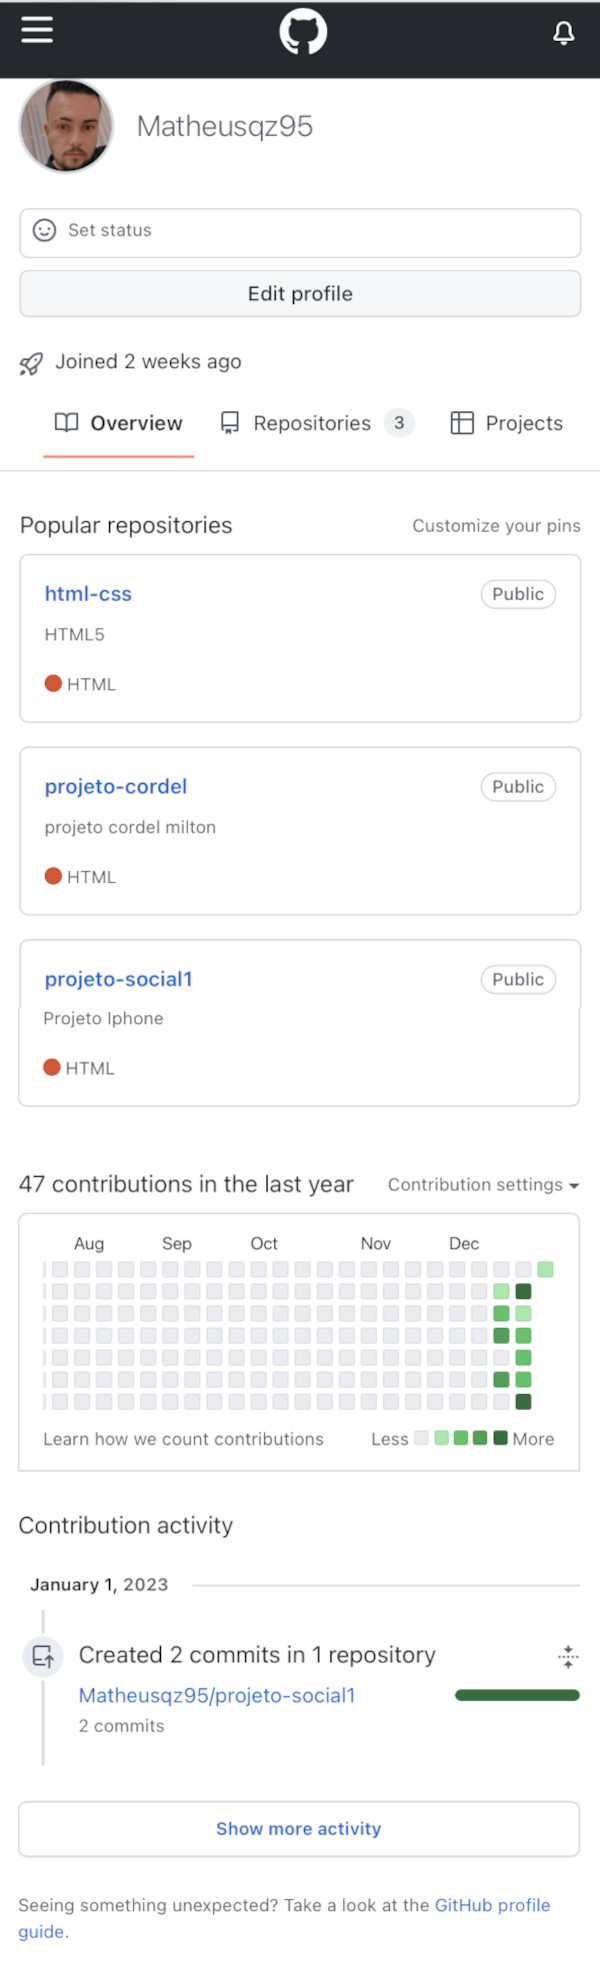 Matheusqz95
Set status
Edit profile
Joined 2 weeks ago
Overview Repositories 3 Projects
Popular repositories Customize your pins
html-css Public
HTML5
HTML
projeto-cordel Public
projeto cordel milton
HTML
projeto-social1 Public
Projeto Iphone
HTML
47 contributions in the last year Contribution settings
Aug Sep Oct Nov Dec
Learn how we count contributions Less More
Contribution activity
January 1, 2023
Created 2 commits in 1 repository
Matheusqz95/projeto-social1
2 commits
Show more activity
Seeing something unexpected? Take a look at the GitHub profile
guide.